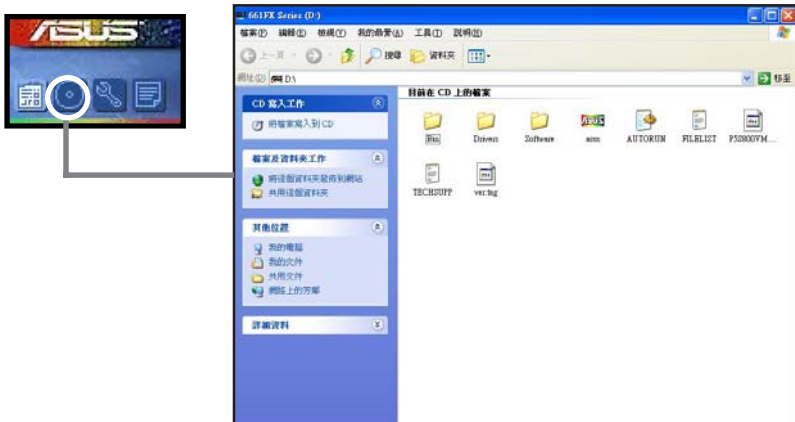 ASUS
661FX Series (D:)
檔案(F) 編輯(E) 檢視(V) 我的最愛(A) 工具(T) 說明(H)
上一頁 搜尋 資料夾
網址(D) D:\ 移至
CD 寫入工作
將檔案寫入到 CD
檔案及資料夾工作
將這個資料夾發佈到網站
共用這個資料夾
其他位置
我的電腦
我的文件
共用文件
網路上的芳鄰
詳細資料
目前在 CD 上的檔案
Drivers
Software
ASUS
asus
AUTORUN
FILELIST
P5S800VM...
TECHSUPP
ver.tag